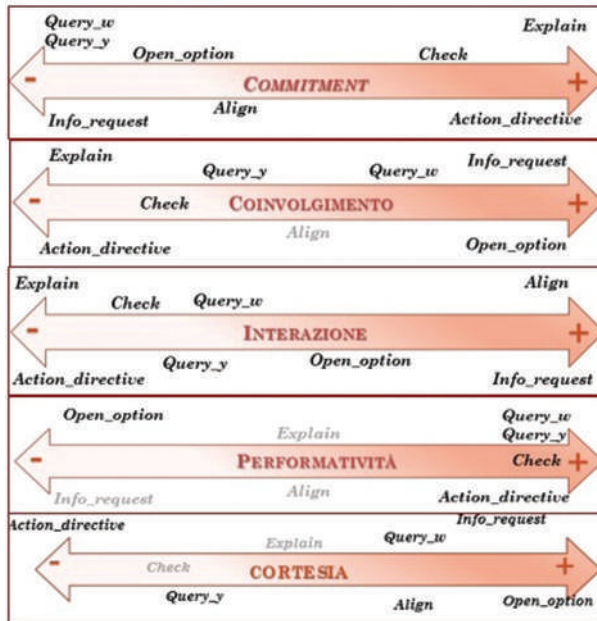 Query_w
Query_y
Explain
Open_option
Check
- COMMITMENT +
Align
Info_request
Action_directive
Explain
Info_request
Query_y
Query_w
Check
- COINVOLGIMENTO +
Align
Action_directive
Open_option
Explain
Align
Check
Query_w
- INTERAZIONE +
Query_y
Open_option
Action_directive
Info_request
Open_option
Query_w
Explain
Query_y
- PERFORMATIVITÀ Check +
Info_request
Align
Action_directive
Action_directive
Info_request
Explain
Query_w
- Check CORTESIA +
Query_y
Align
Open_option